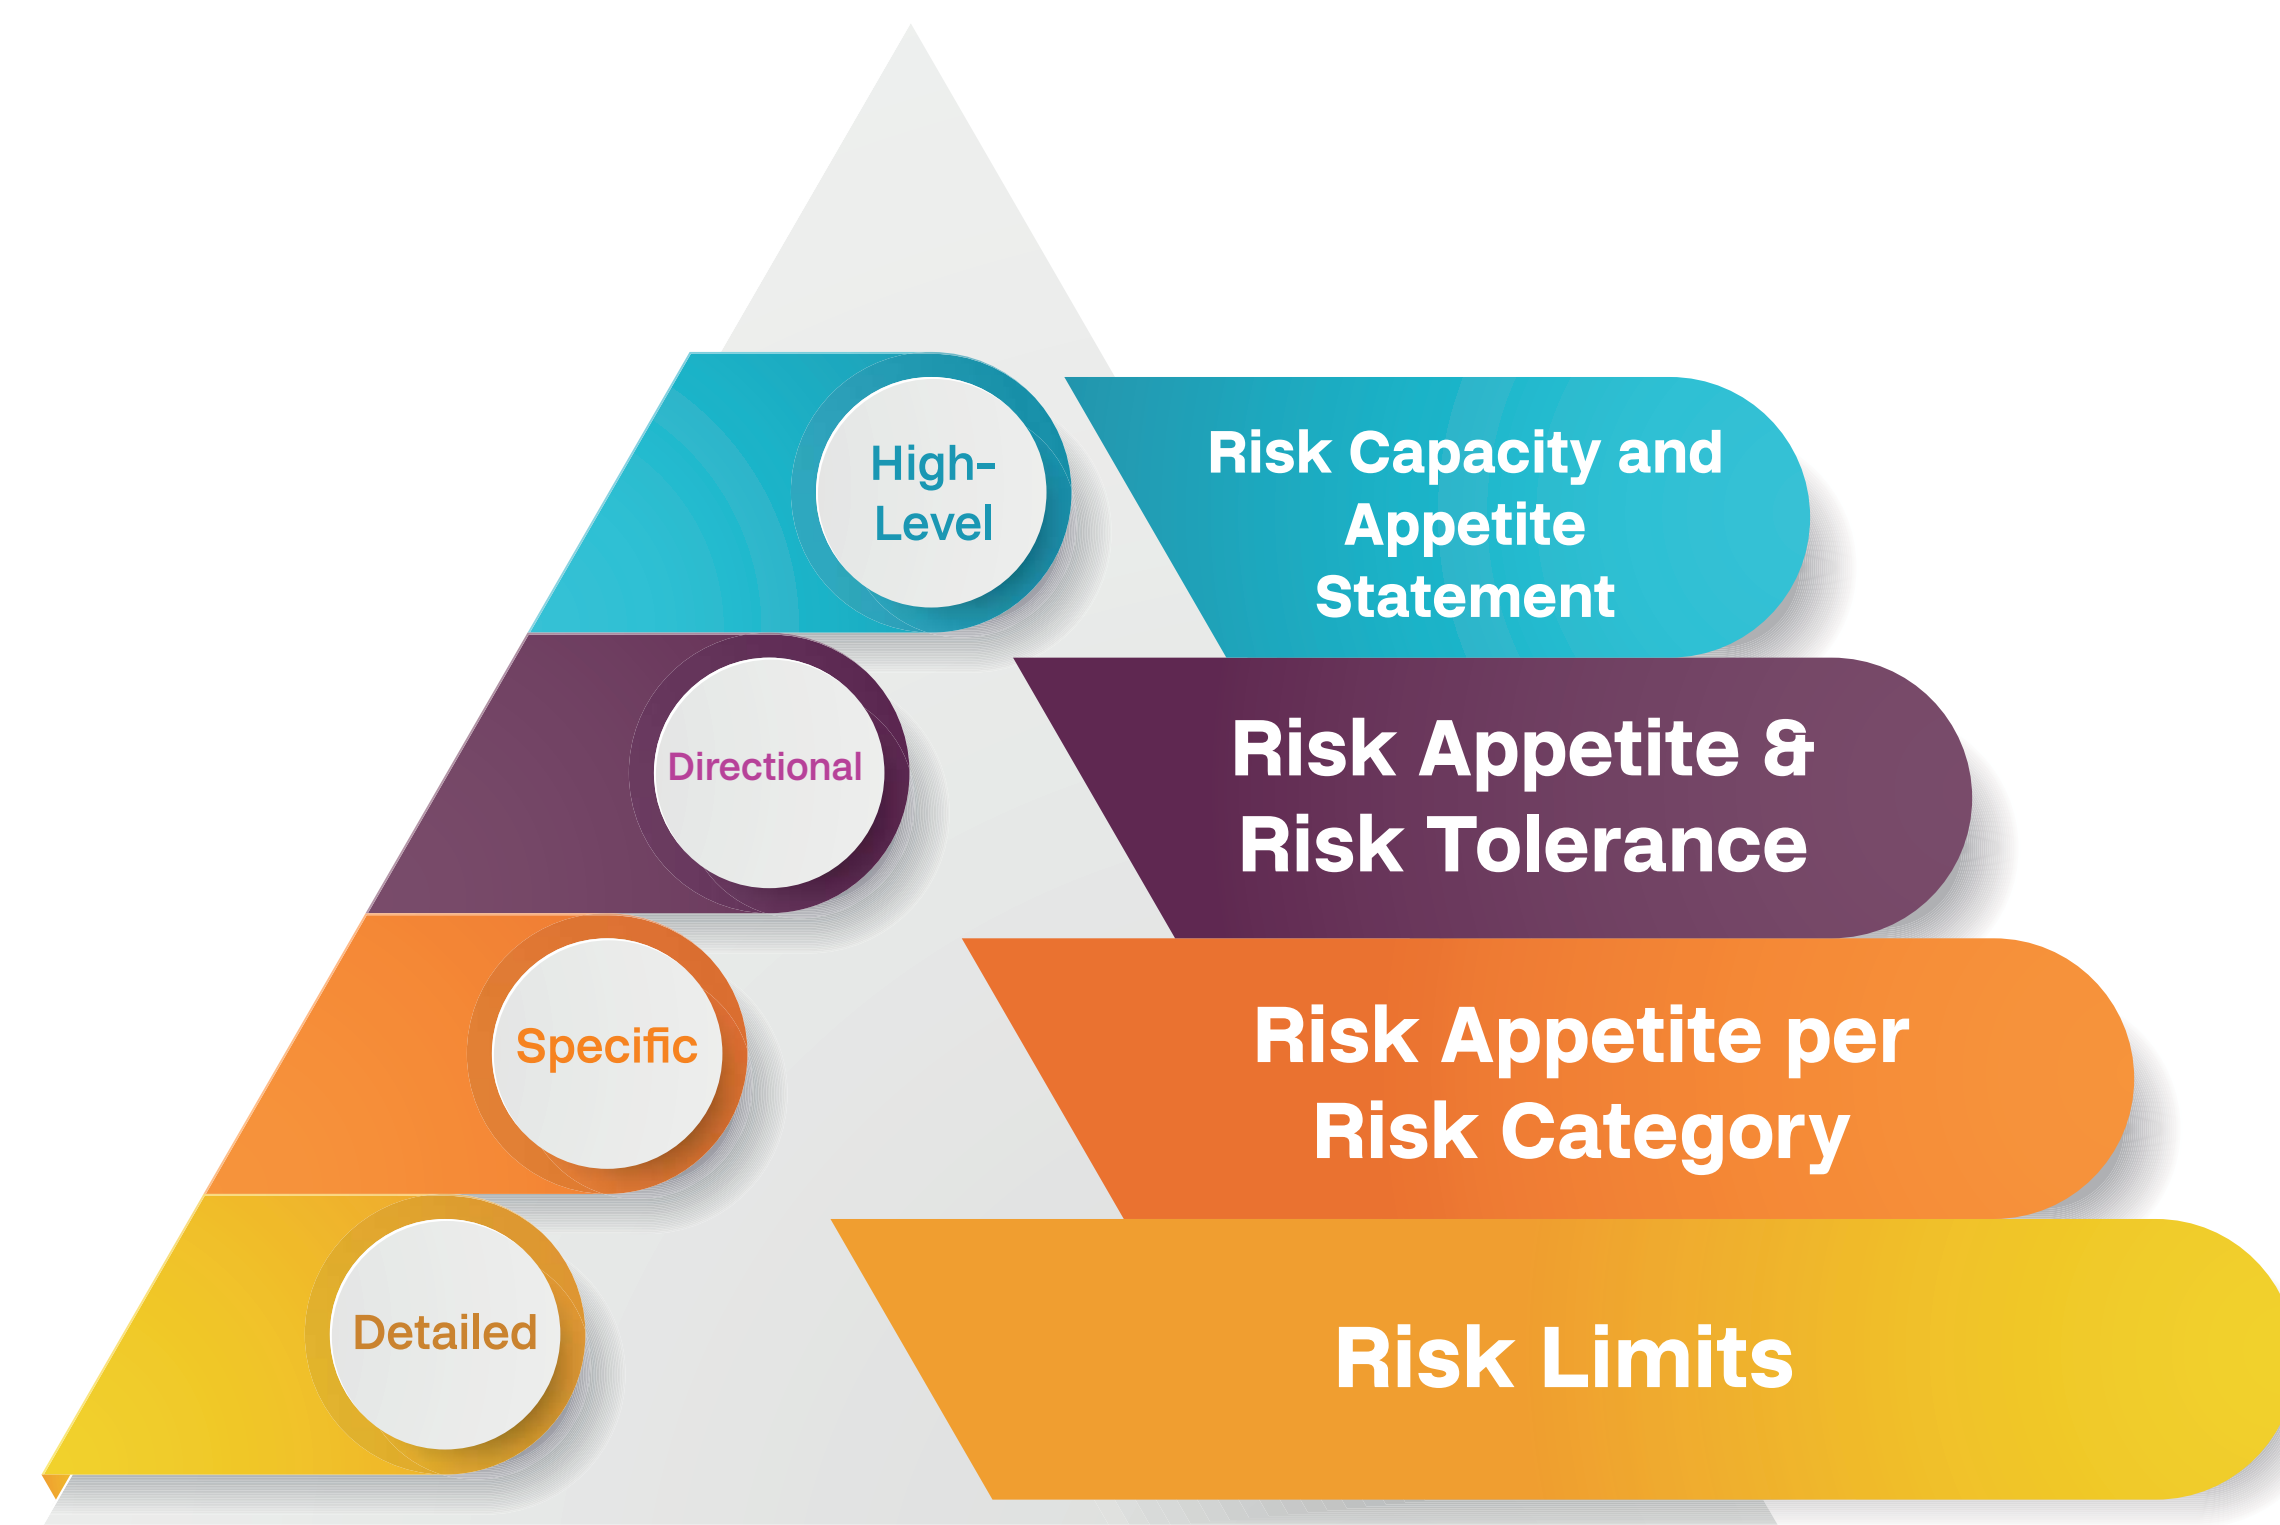 High-
Level
Risk Capacity and
Appetite
Statement
Directional
Risk Appetite &
Risk Tolerance
Specific
Risk Appetite per
Risk Category
Detailed
Risk Limits